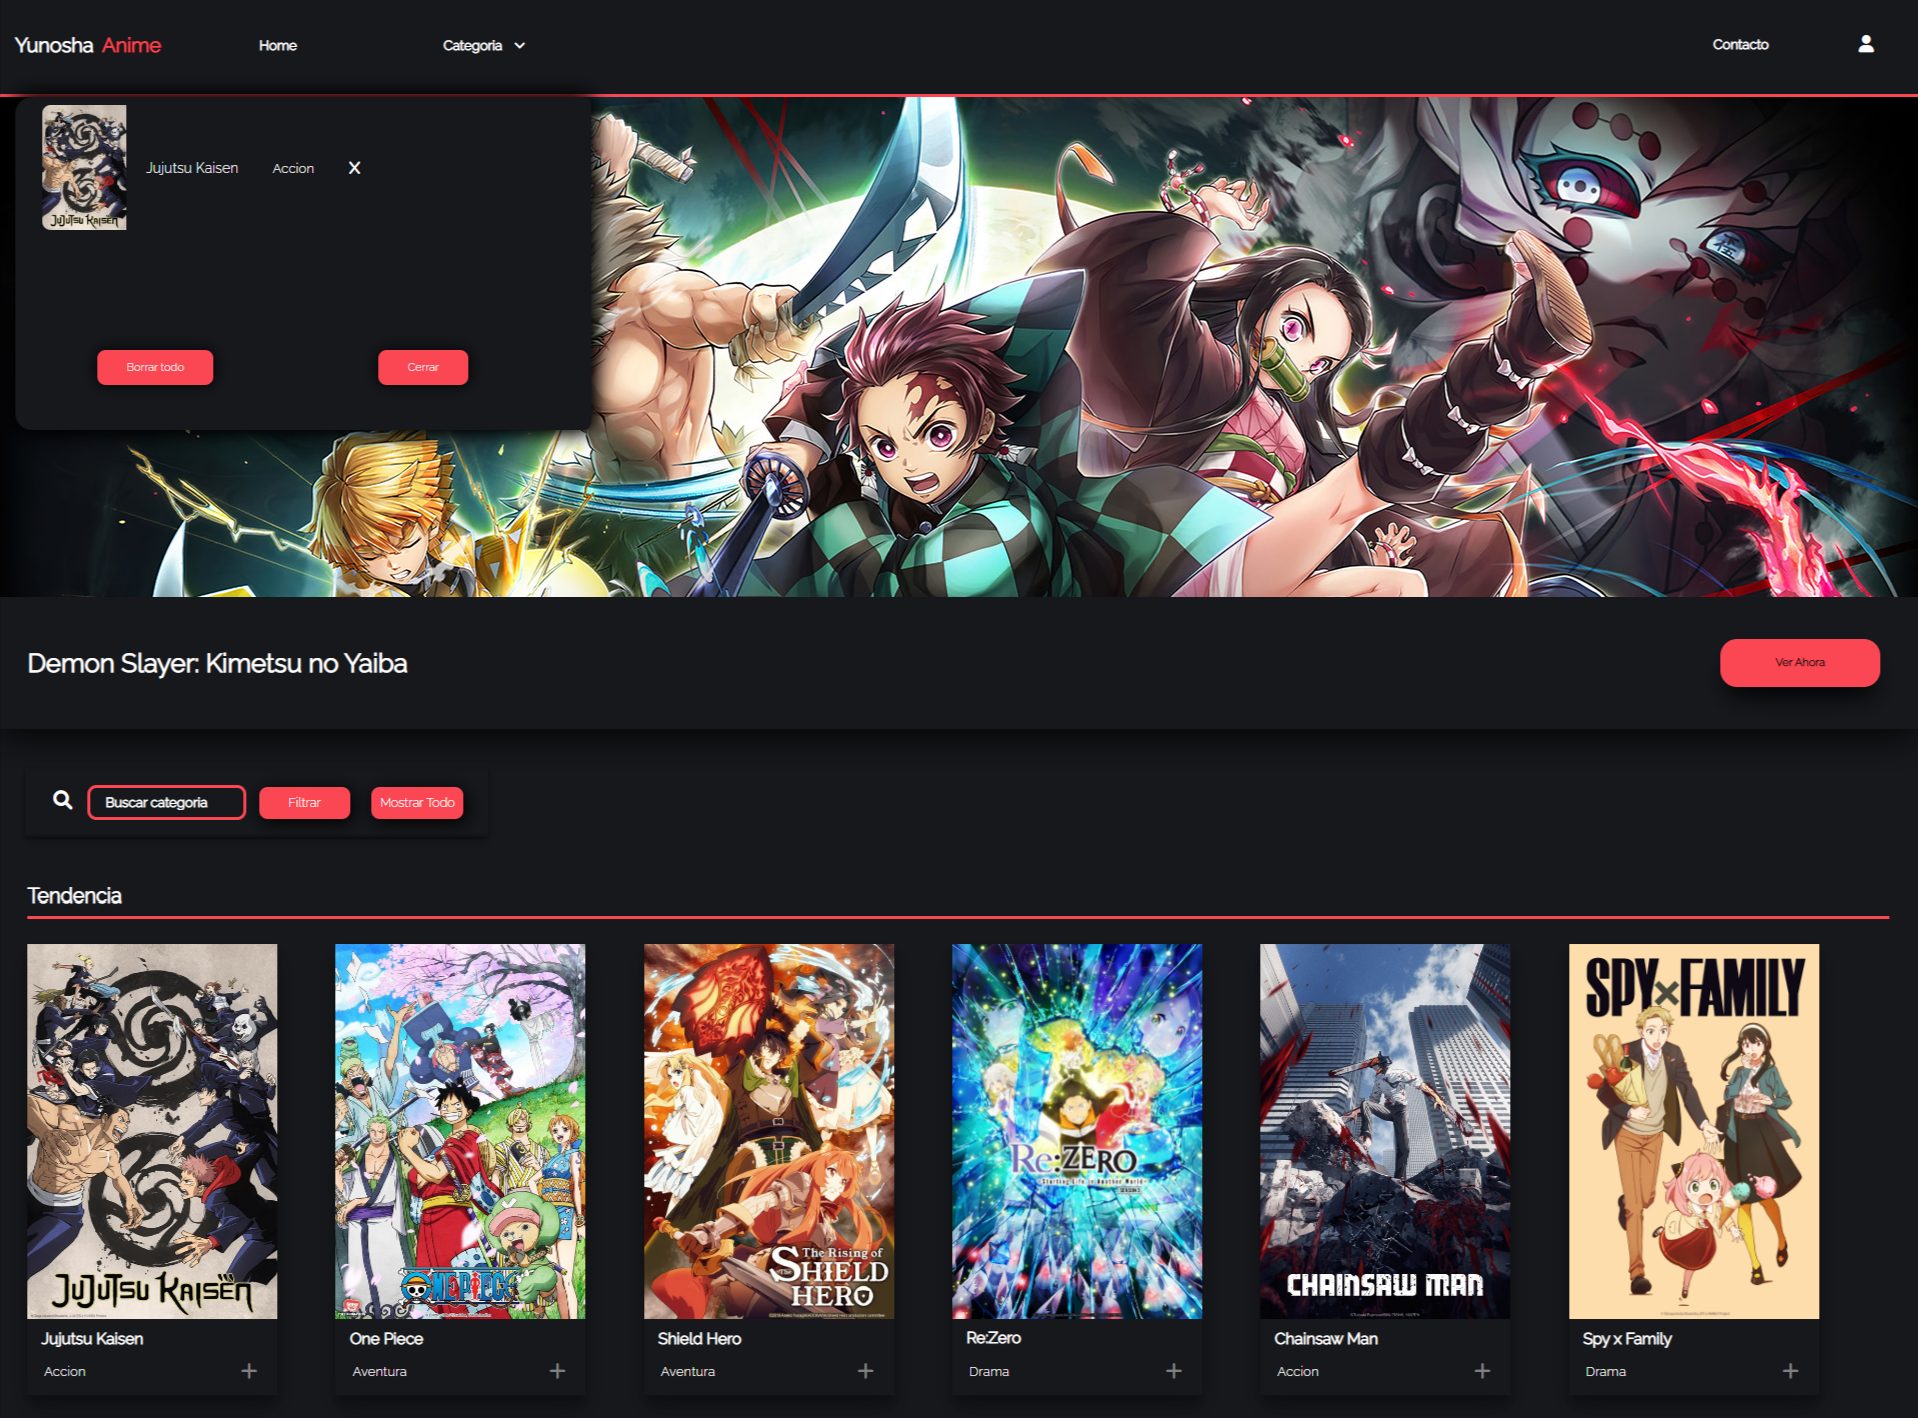 Yunosha Anime
Home
Categoria
Contacto
JUJUTSU KAISEN
Jujutsu Kaisen
Accion
X
Borrar todo
Cerrar
Demon Slayer: Kimetsu no Yaiba
Ver Ahora
Buscar categoria
Filtrar
Mostrar Todo
Tendencia
JUJUTSU KAISEN
Jujutsu Kaisen
Accion
ONE PIECE
One Piece
Aventura
The Rising of
The SHIELD
HERO
Shield Hero
Aventura
Re:ZERO
~Starting Life in Another World~
Re:Zero
Drama
CHAINSAW MAN
Chainsaw Man
Accion
SPY×FAMILY
Spy x Family
Drama